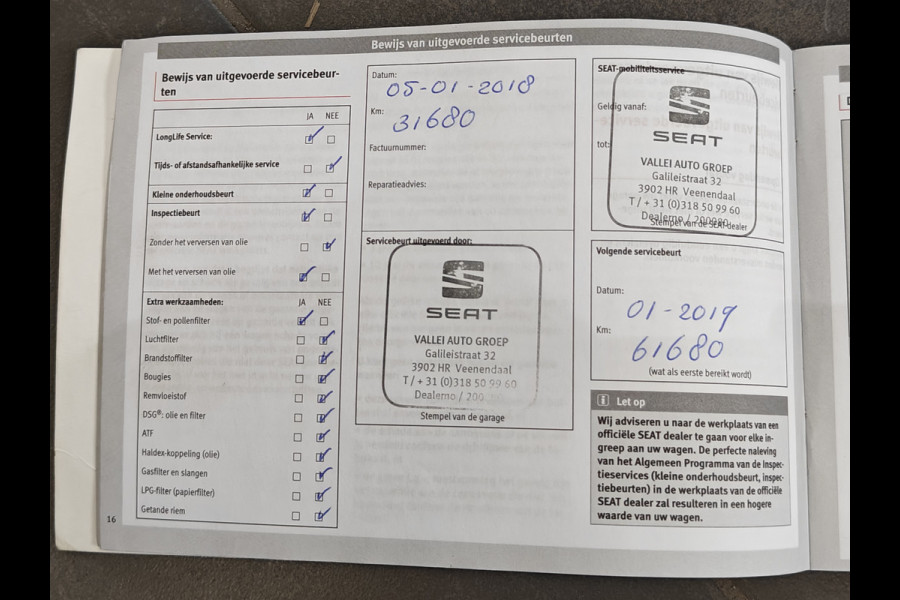 Bewijs van uitgevoerde servicebeurten
Bewijs van uitgevoerde servicebeur-
ten
JA NEE
LongLife Service:
Tijds- of afstandsafhankelijke service
Kleine onderhoudsbeurt
Inspectiebeurt
Zonder het verversen van olie
Met het verversen van olie
Extra werkzaamheden: JA NEE
Stof- en pollenfilter
Luchtfilter
Brandstoffilter
Bougies
Remvloeistof
DSG®: olie en filter
ATF
Haldex-koppeling (olie)
Gasfilter en slangen
LPG-filter (papierfilter)
Getande riem
16
Datum:
05-01-2018
Km:
31680
Factuurnummer:
Reparatieadvies:
Servicebeurt uitgevoerd door:
SEAT
VALLEI AUTO GROEP
Galileistraat 32
3902 HR Veenendaal
T / + 31 (0)318 50 99 60
Dealerno / 200
Stempel van de garage
SEAT-mobiliteitsservice
Geldig vanaf:
tot:
SEAT
VALLEI AUTO GROEP
Galileistraat 32
3902 HR Veenendaal
T / + 31 (0)318 50 99 60
Dealerno / 200980
Stempel van de SEAT-dealer
Volgende servicebeurt
Datum:
01-2019
Km:
61680
(wat als eerste bereikt wordt)
i Let op
Wij adviseren u naar de werkplaats van een
officiële SEAT dealer te gaan voor elke in-
greep aan uw wagen. De perfecte naleving
van het Algemeen Programma van de Inspec-
tieservices (kleine onderhoudsbeurt, inspec-
tiebeurten) in de werkplaats van de officiële
SEAT dealer zal resulteren in een hogere
waarde van uw wagen.